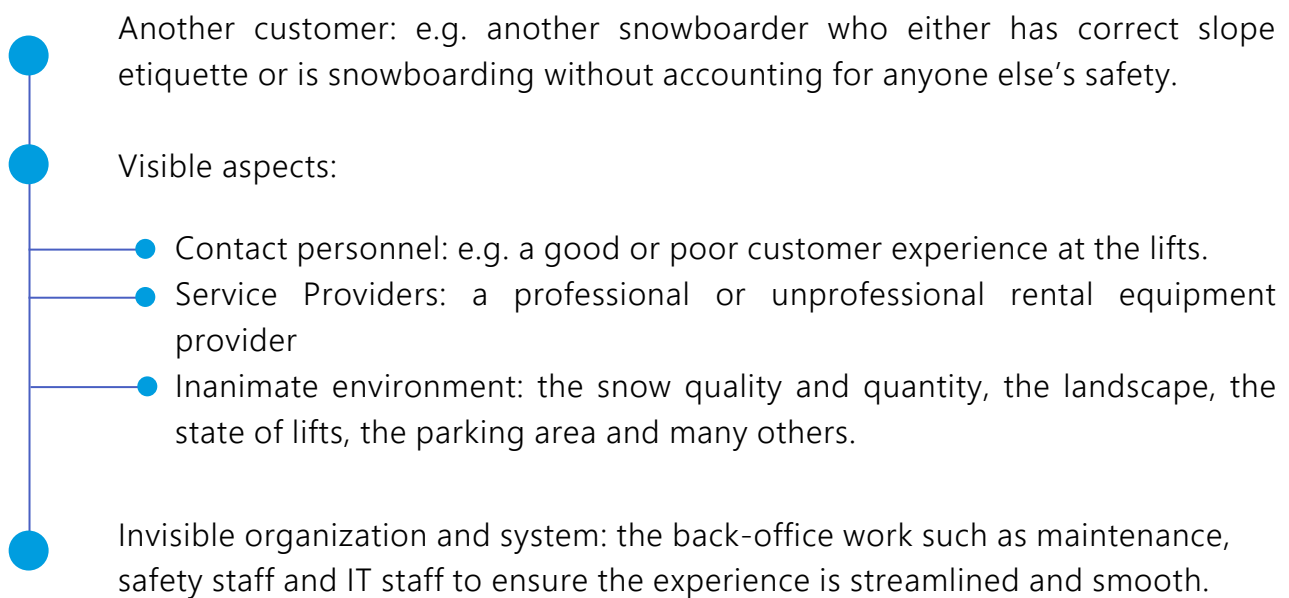 Another customer: e.g. another snowboarder who either has correct slope
etiquette or is snowboarding without accounting for anyone else’s safety.
Visible aspects:
Contact personnel: e.g. a good or poor customer experience at the lifts.
Service Providers: a professional or unprofessional rental equipment
provider
Inanimate environment: the snow quality and quantity, the landscape, the
state of lifts, the parking area and many others.
Invisible organization and system: the back-office work such as maintenance,
safety staff and IT staff to ensure the experience is streamlined and smooth.